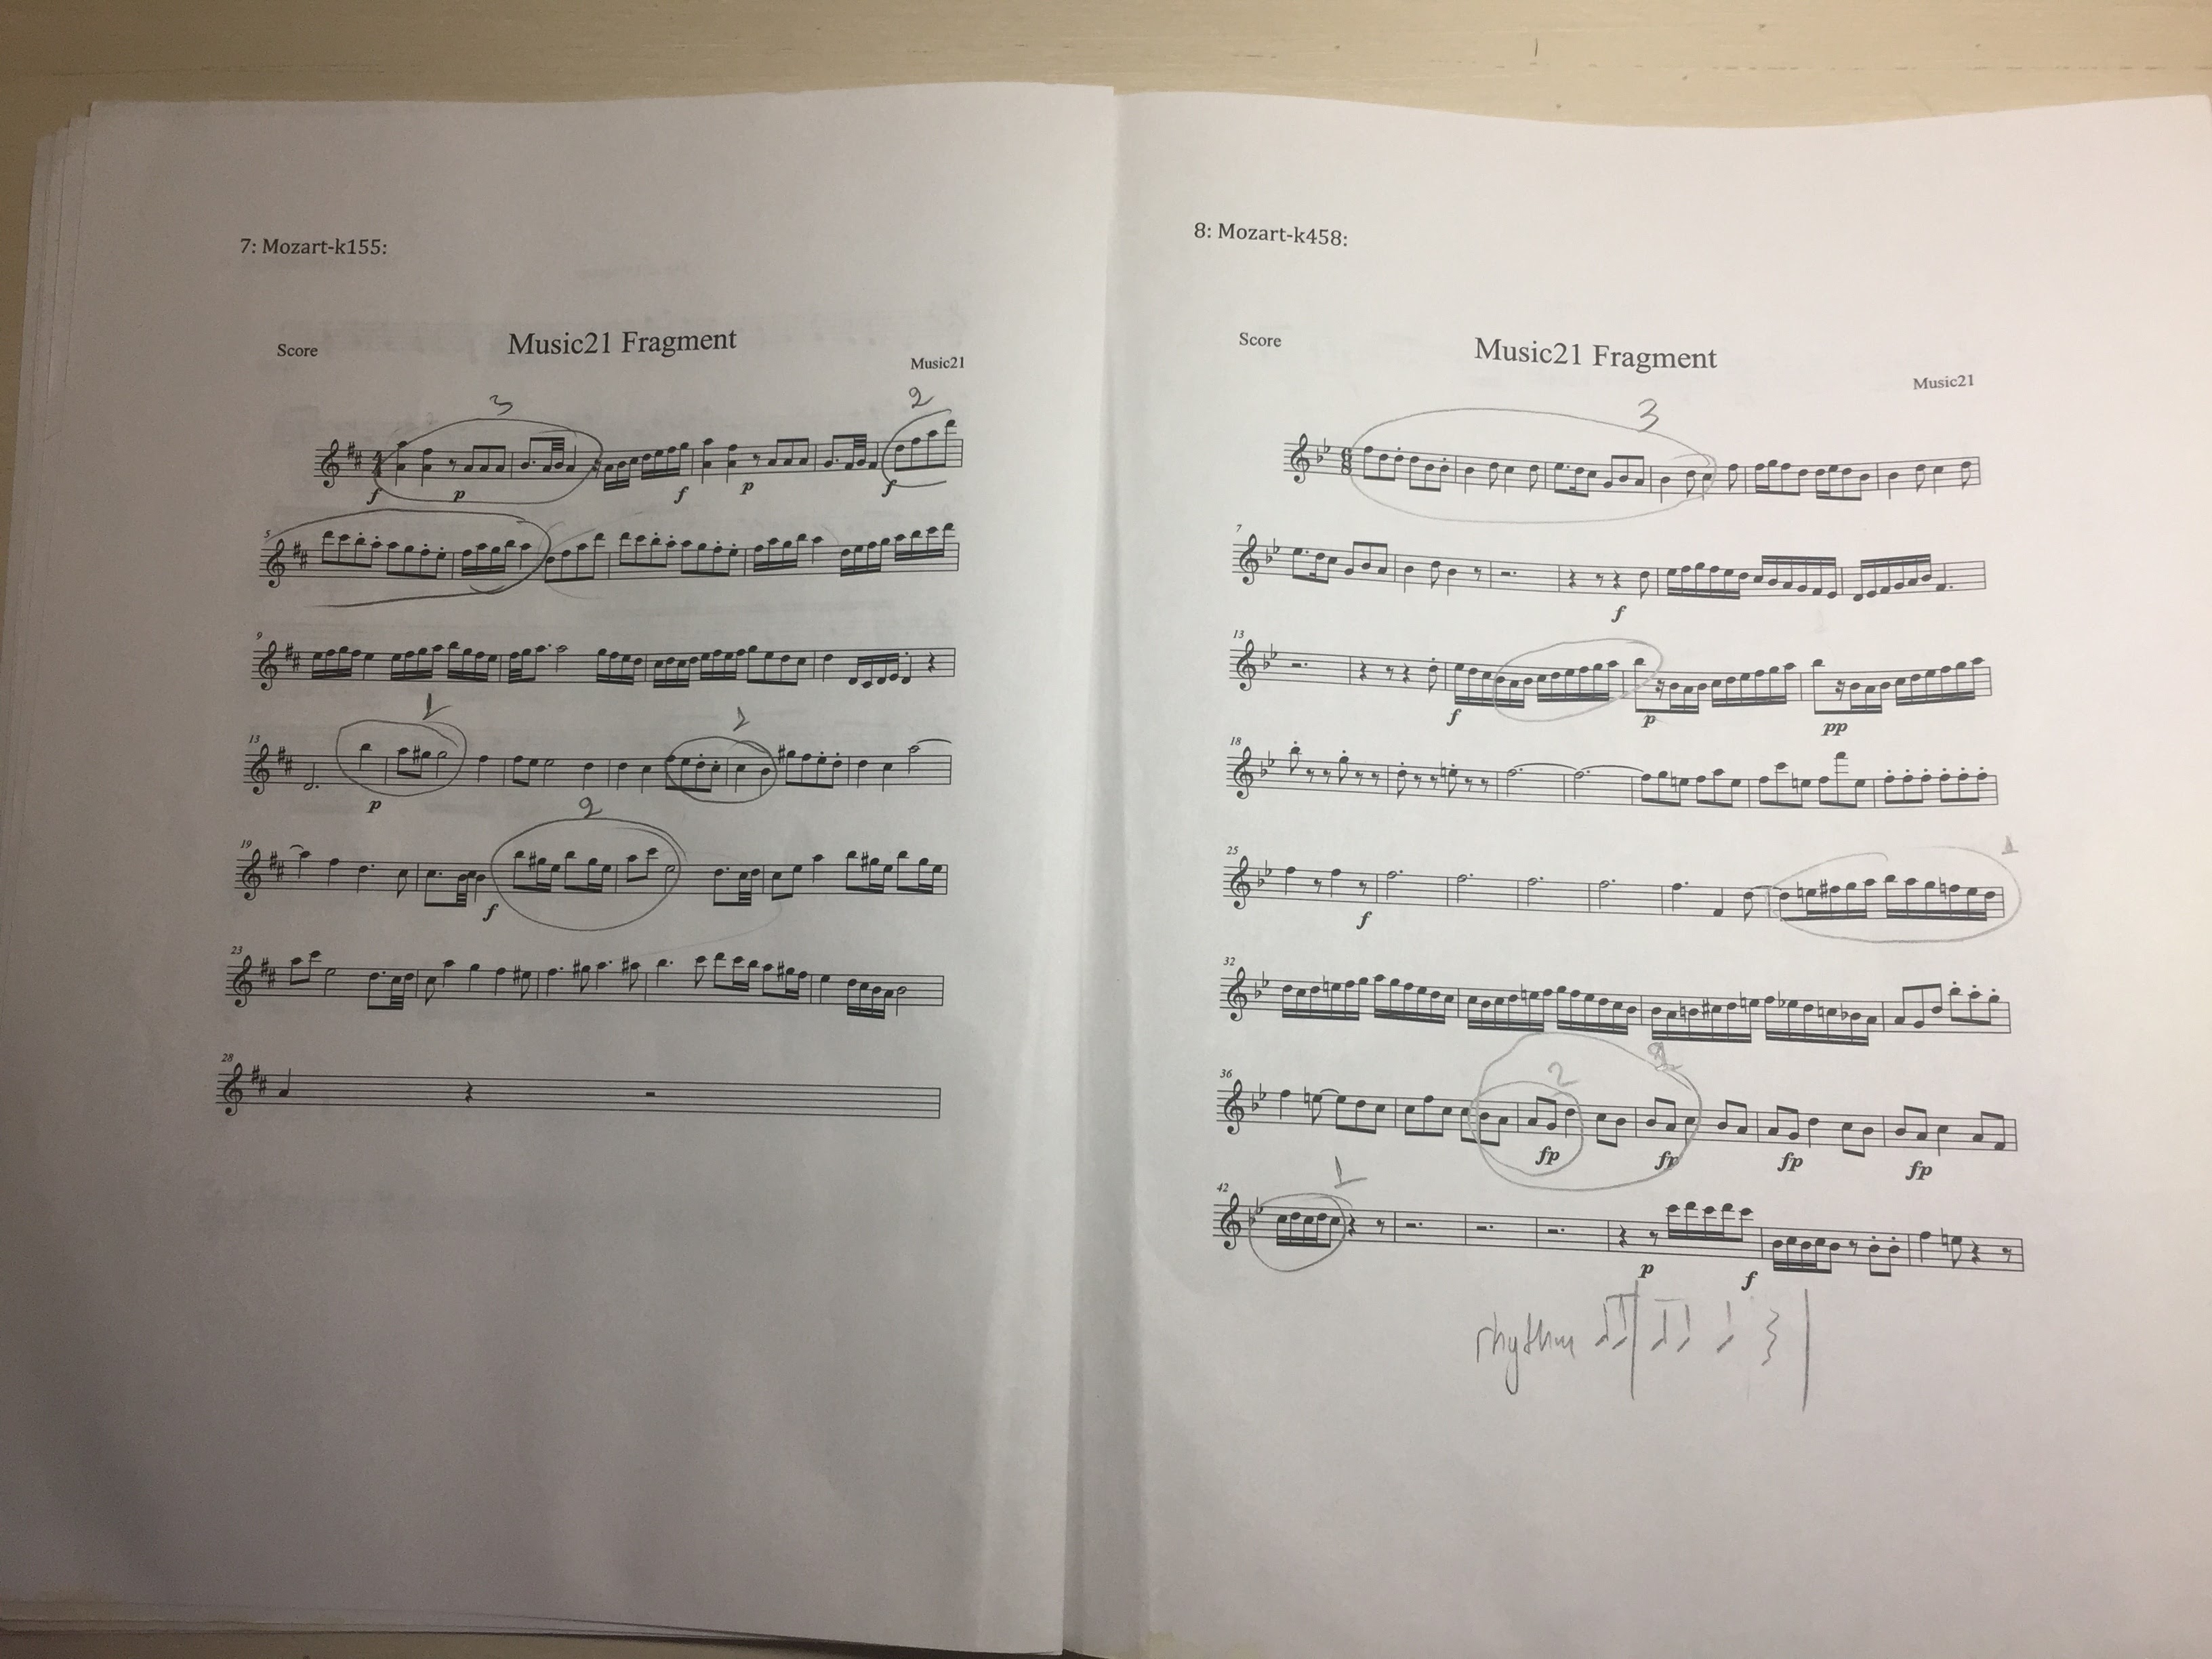 7: Mozart-k155:
Score
Music21 Fragment
Music21
3
2
f
p
f
p
f
5
9
1
2
13
p
2
19
f
23
28
8: Mozart-k458:
Score
Music21 Fragment
Music21
3
7
f
13
f
p
pp
18
1
25
f
32
2
36
fp
fp
fp
fp
1
42
p
f
rhythm